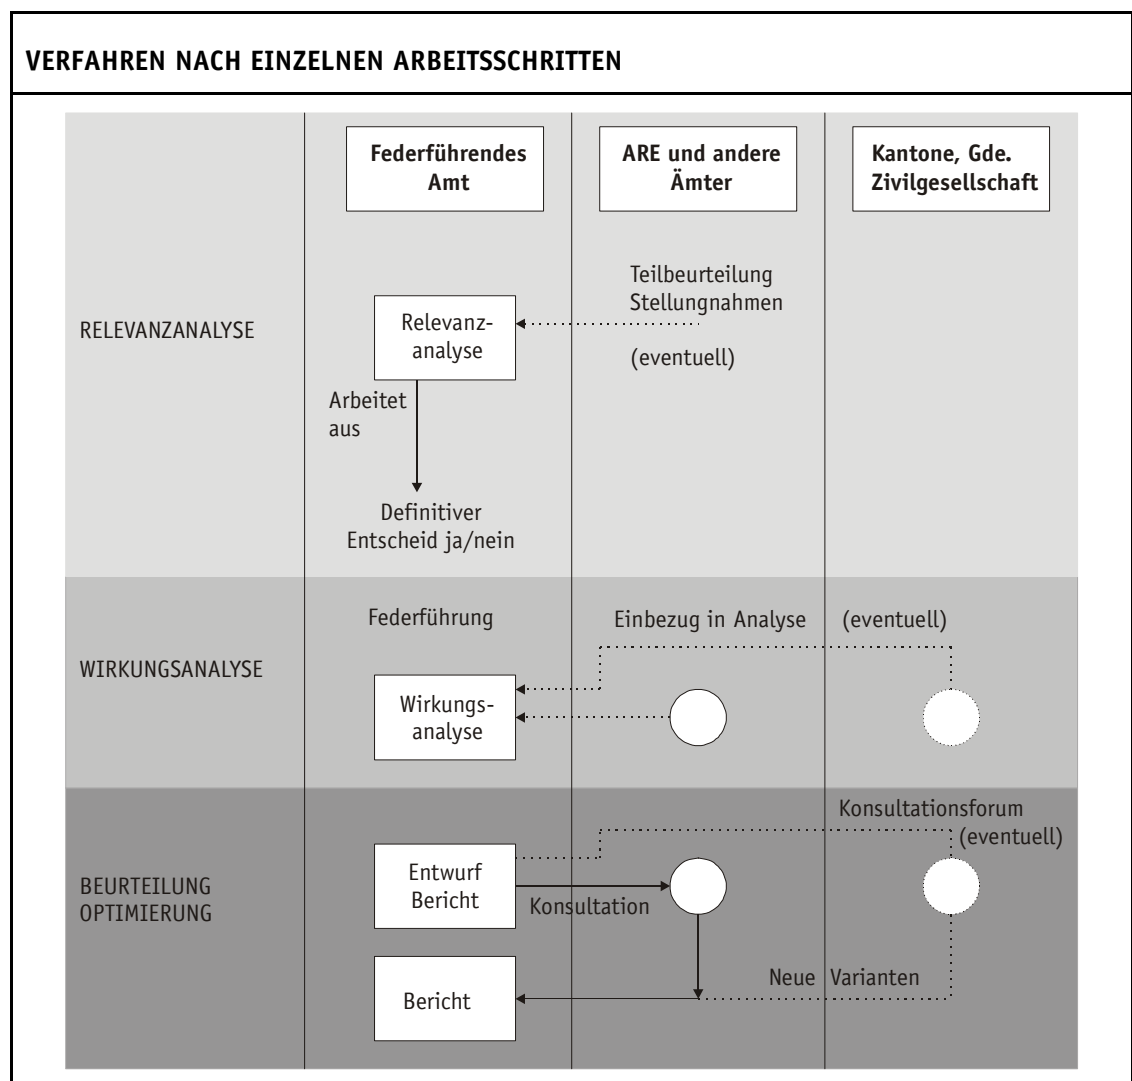 VERFAHREN NACH EINZELNEN ARBEITSSCHRITTEN
Federführendes
Amt
ARE und andere
Ämter
Kantone, Gde.
Zivilgesellschaft
RELEVANZANALYSE
Relevanz-
analyse
Teilbeurteilung
Stellungnahmen
(eventuell)
Arbeitet
aus
Definitiver
Entscheid ja/nein
WIRKUNGSANALYSE
Federführung
Einbezug in Analyse
(eventuell)
Wirkungs-
analyse
BEURTEILUNG
OPTIMIERUNG
Konsultationsforum
(eventuell)
Entwurf
Bericht
Konsultation
Neue Varianten
Bericht